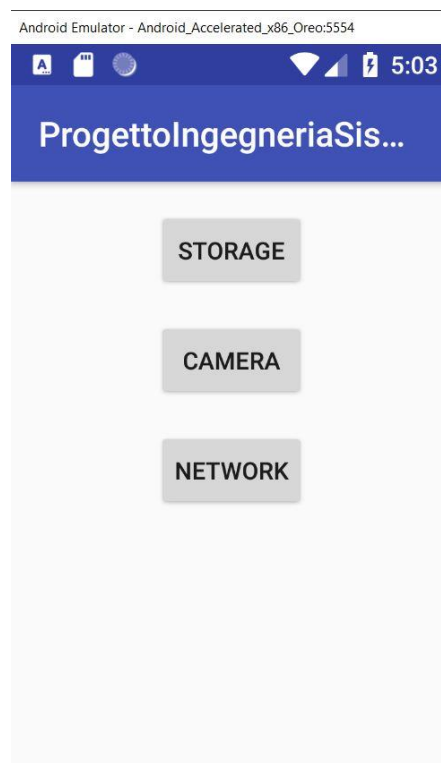 Android Emulator - Android_Accelerated_x86_Oreo:5554
A 5:03
ProgettoIngegneriaSis...
STORAGE
CAMERA
NETWORK